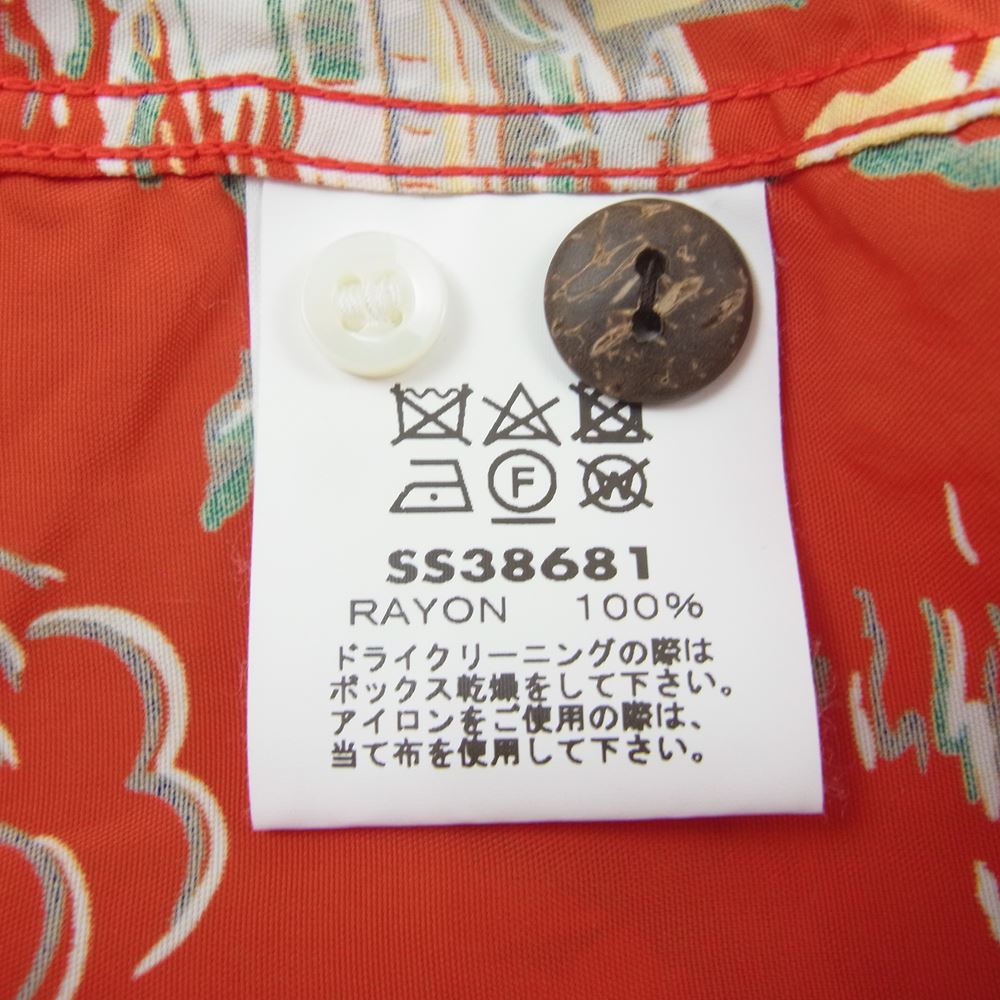 F W
SS38681
RAYON 100%
ドライクリーニングの際は
ボックス乾燥をして下さい。
アイロンをご使用の際は、
当て布を使用して下さい。